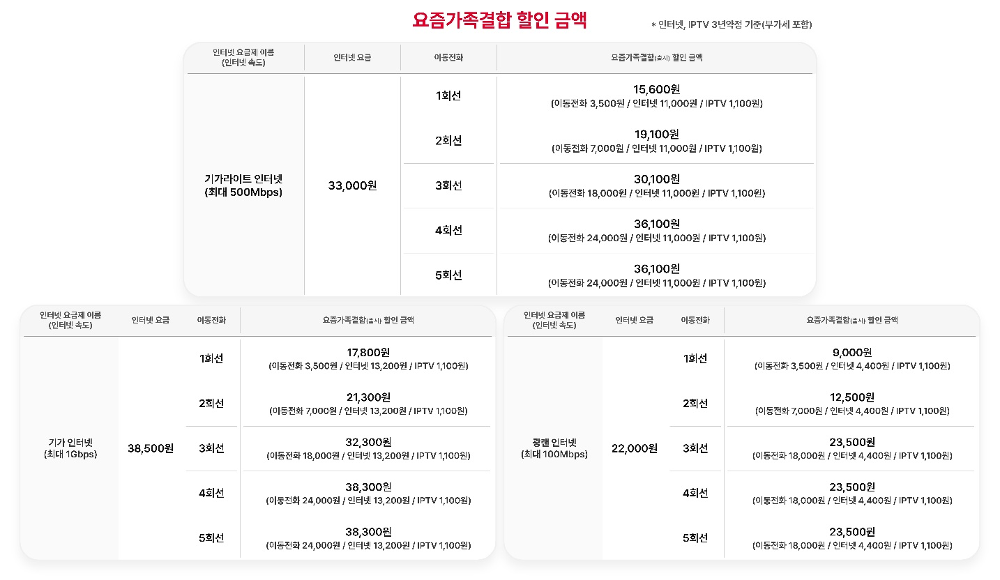 요즘가족결합 할인 금액
* 인터넷, IPTV 3년약정 기준(부가세 포함)
인터넷 요금제 이름
(인터넷 속도)
인터넷 요금
이동전화
요즘가족결합(출시) 할인 금액
기가라이트 인터넷
(최대 500Mbps)
33,000원
1회선
15,600원
(이동전화 3,500원 / 인터넷 11,000원 / IPTV 1,100원)
2회선
19,100원
(이동전화 7,000원 / 인터넷 11,000원 / IPTV 1,100원)
3회선
30,100원
(이동전화 18,000원 / 인터넷 11,000원 / IPTV 1,100원)
4회선
36,100원
(이동전화 24,000원 / 인터넷 11,000원 / IPTV 1,100원)
5회선
36,100원
(이동전화 24,000원 / 인터넷 11,000원 / IPTV 1,100원)
인터넷 요금제 이름
(인터넷 속도)
인터넷 요금
이동전화
요즘가족결합(출시) 할인 금액
기가 인터넷
(최대 1Gbps)
38,500원
1회선
17,800원
(이동전화 3,500원 / 인터넷 13,200원 / IPTV 1,100원)
2회선
21,300원
(이동전화 7,000원 / 인터넷 13,200원 / IPTV 1,100원)
3회선
32,300원
(이동전화 18,000원 / 인터넷 13,200원 / IPTV 1,100원)
4회선
38,300원
(이동전화 24,000원 / 인터넷 13,200원 / IPTV 1,100원)
5회선
38,300원
(이동전화 24,000원 / 인터넷 13,200원 / IPTV 1,100원)
인터넷 요금제 이름
(인터넷 속도)
인터넷 요금
이동전화
요즘가족결합(출시) 할인 금액
광랜 인터넷
(최대 100Mbps)
22,000원
1회선
9,000원
(이동전화 3,500원 / 인터넷 4,400원 / IPTV 1,100원)
2회선
12,500원
(이동전화 7,000원 / 인터넷 4,400원 / IPTV 1,100원)
3회선
23,500원
(이동전화 18,000원 / 인터넷 4,400원 / IPTV 1,100원)
4회선
23,500원
(이동전화 18,000원 / 인터넷 4,400원 / IPTV 1,100원)
5회선
23,500원
(이동전화 18,000원 / 인터넷 4,400원 / IPTV 1,100원)